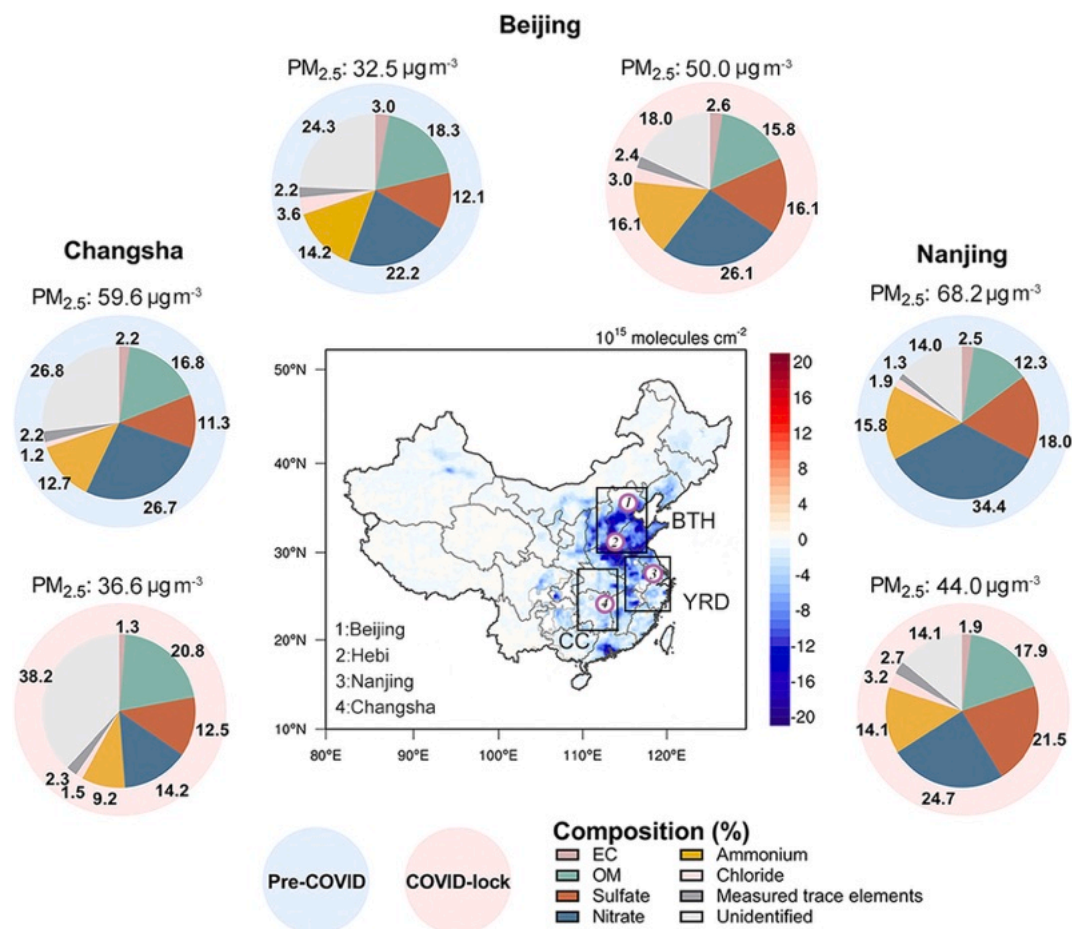 Beijing
PM2.5: 32.5 μg m-3
3.0
18.3
12.1
22.2
14.2
3.6
2.2
24.3
PM2.5: 50.0 μg m-3
2.6
15.8
16.1
26.1
16.1
3.0
2.4
18.0
Changsha
PM2.5: 59.6 μg m-3
2.2
16.8
11.3
26.7
12.7
1.2
2.2
26.8
PM2.5: 36.6 μg m-3
1.3
20.8
12.5
14.2
9.2
1.5
2.3
38.2
10^15 molecules cm-2
50°N
40°N
30°N
20°N
10°N
80°E 90°E 100°E 110°E 120°E
1
2
3
4
BTH
YRD
CC
1:Beijing
2:Hebi
3:Nanjing
4:Changsha
20
16
12
8
4
0
-4
-8
-12
-16
-20
Nanjing
PM2.5: 68.2 μg m-3
2.5
12.3
18.0
34.4
15.8
1.9
1.3
14.0
PM2.5: 44.0 μg m-3
1.9
17.9
21.5
24.7
14.1
3.2
2.7
14.1
Pre-COVID
COVID-lock
Composition (%)
EC
OM
Sulfate
Nitrate
Ammonium
Chloride
Measured trace elements
Unidentified